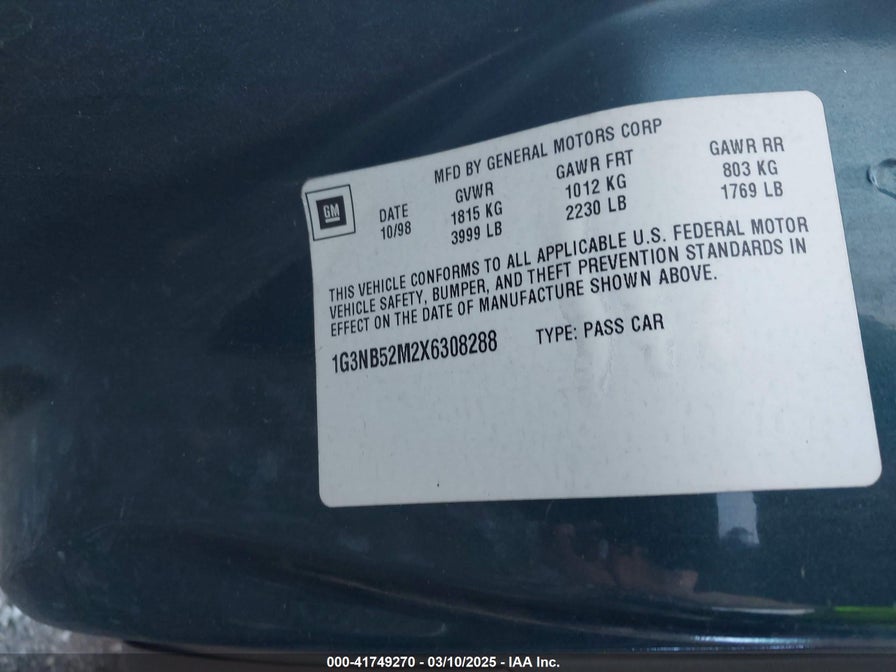 MFD BY GENERAL MOTORS CORP
GM
DATE GVWR GAWR FRT GAWR RR
10/98 1815 KG 1012 KG 803 KG
3999 LB 2230 LB 1769 LB
THIS VEHICLE CONFORMS TO ALL APPLICABLE U.S. FEDERAL MOTOR
VEHICLE SAFETY, BUMPER, AND THEFT PREVENTION STANDARDS IN
EFFECT ON THE DATE OF MANUFACTURE SHOWN ABOVE.
1G3NB52M2X6308288 TYPE: PASS CAR
000-41749270 - 03/10/2025 - IAA Inc.